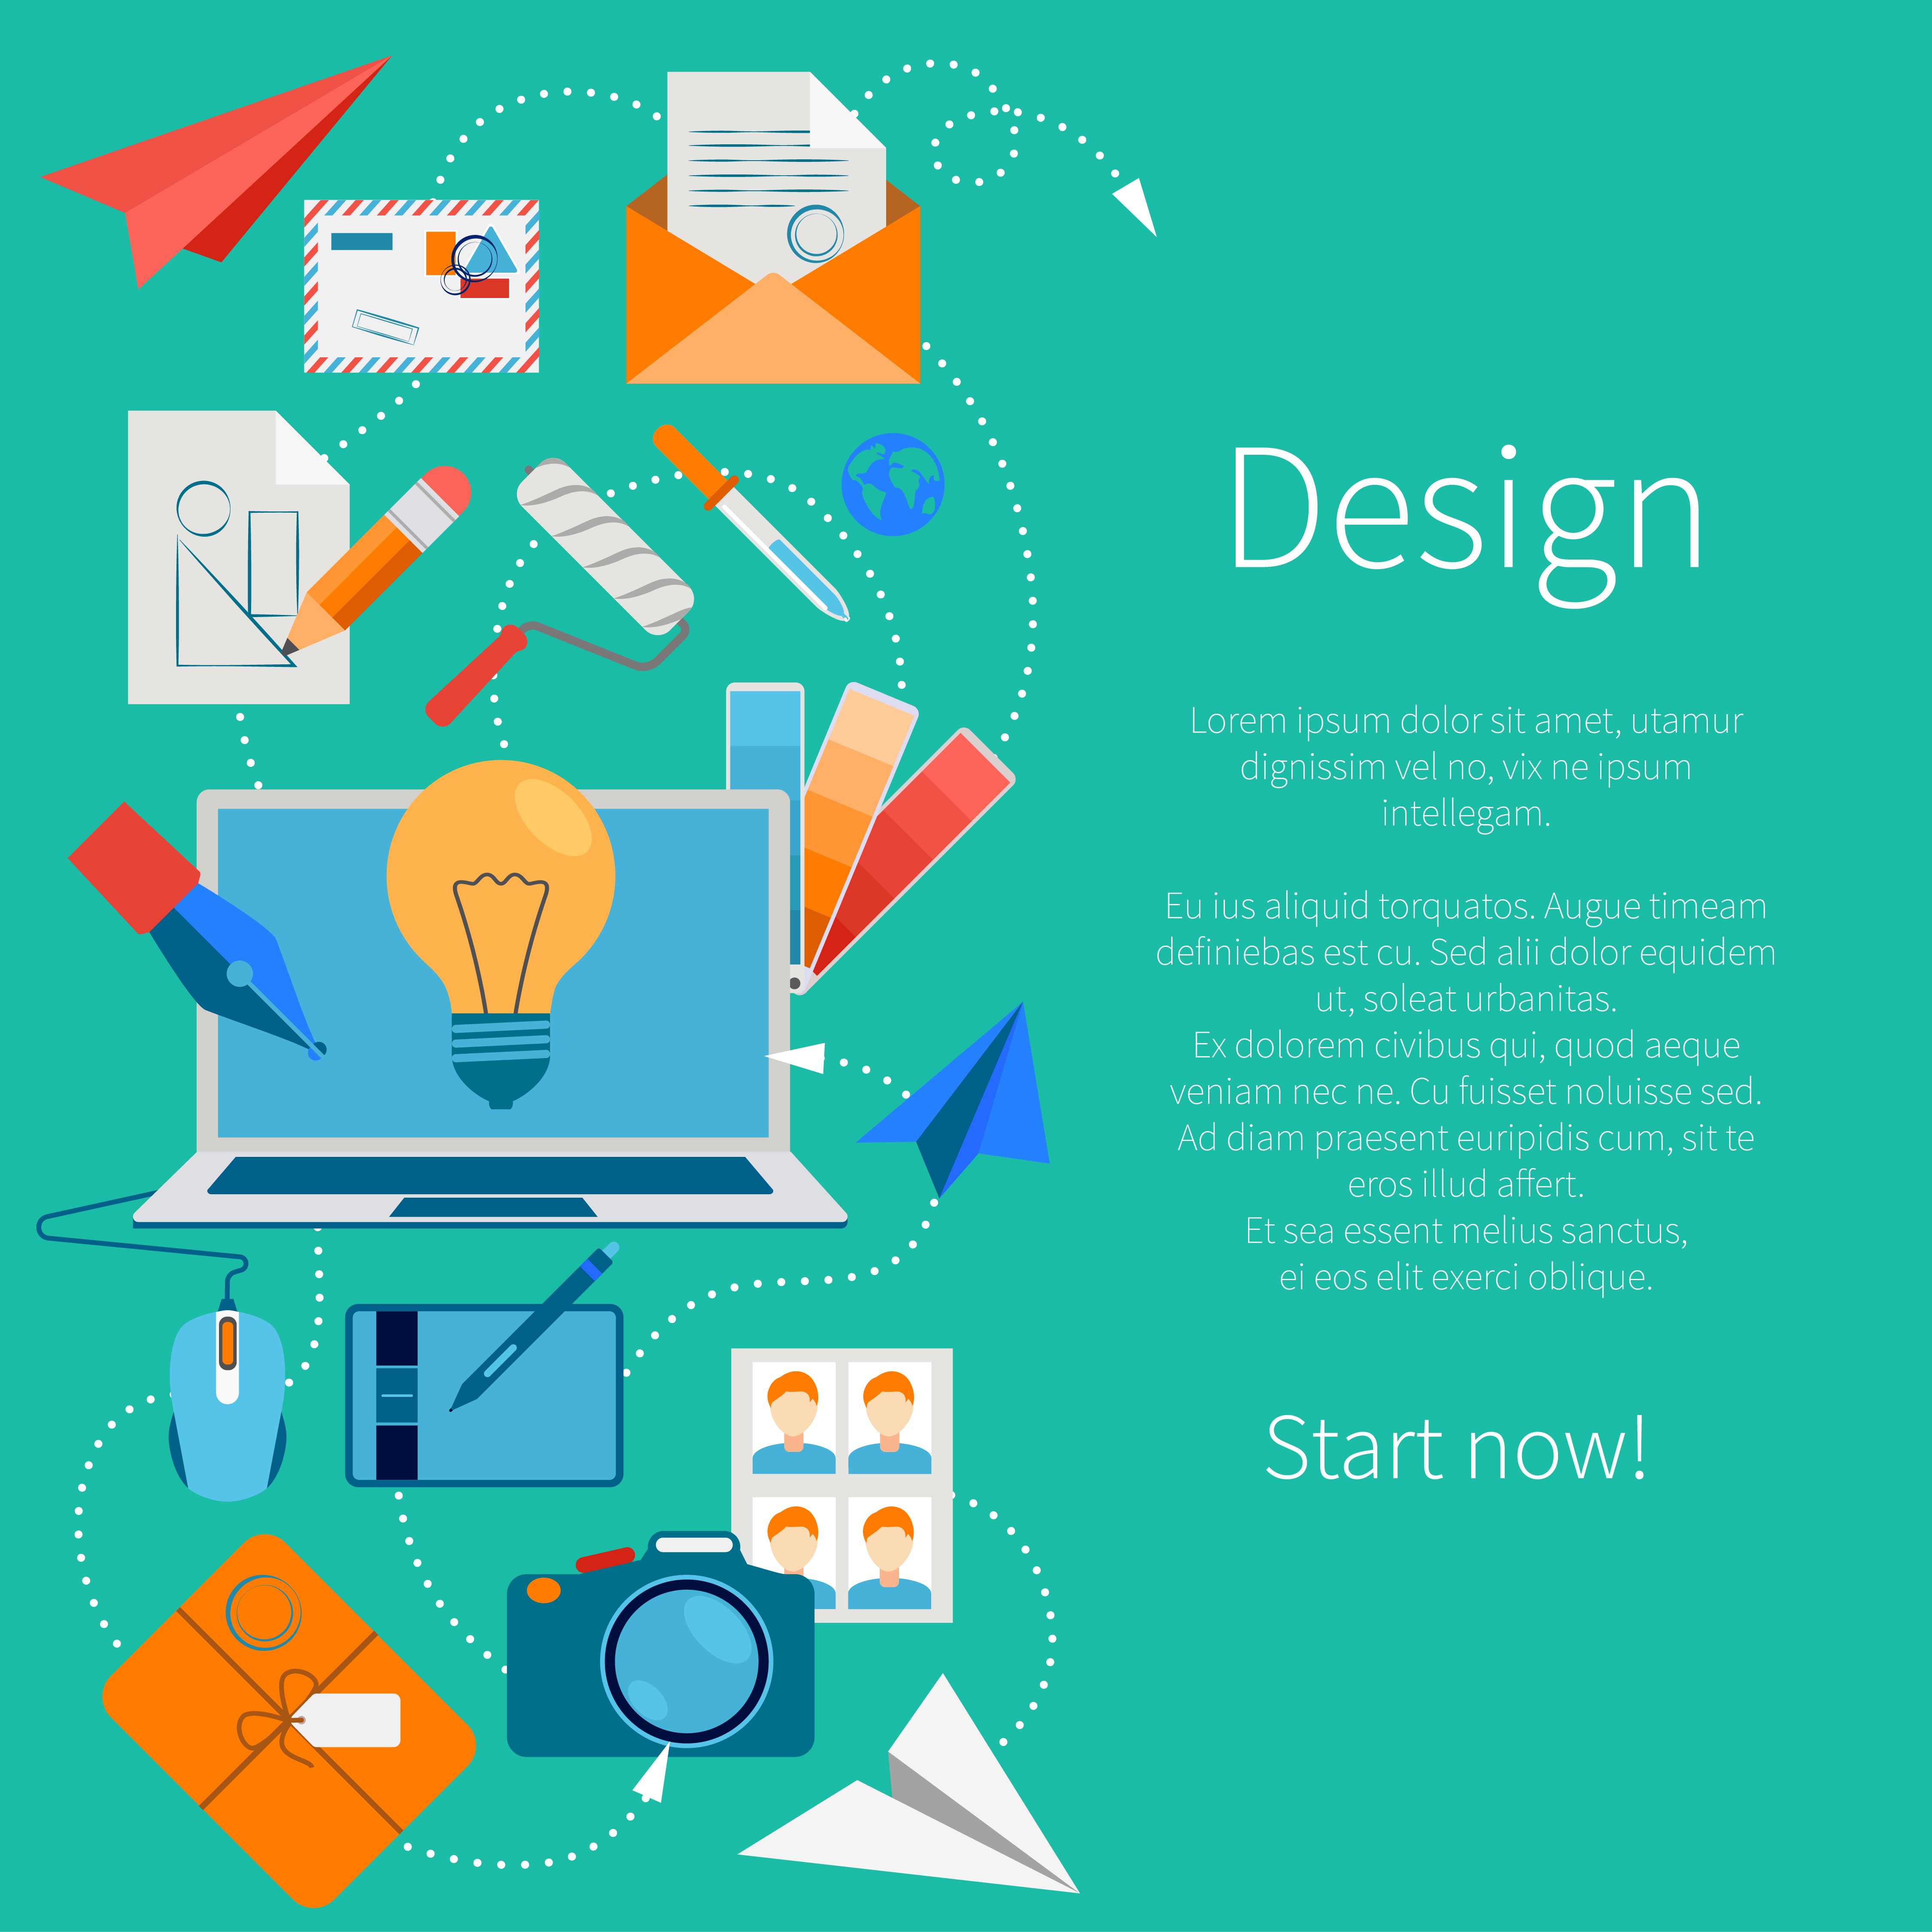 Design
Lorem ipsum dolor sit amet, utamur
dignissim vel no, vix ne ipsum
intellegam.
Eu ius aliquid torquatos. Augue timeam
definiebas est cu. Sed alii dolor equidem
ut, soleat urbanitas.
Ex dolorem civibus qui, quod aeque
veniam nec ne. Cu fuisset noluisse sed.
Ad diam praesent euripidis cum, sit te
eros illud affert.
Et sea essent melius sanctus,
ei eos elit exerci oblique.
Start now!